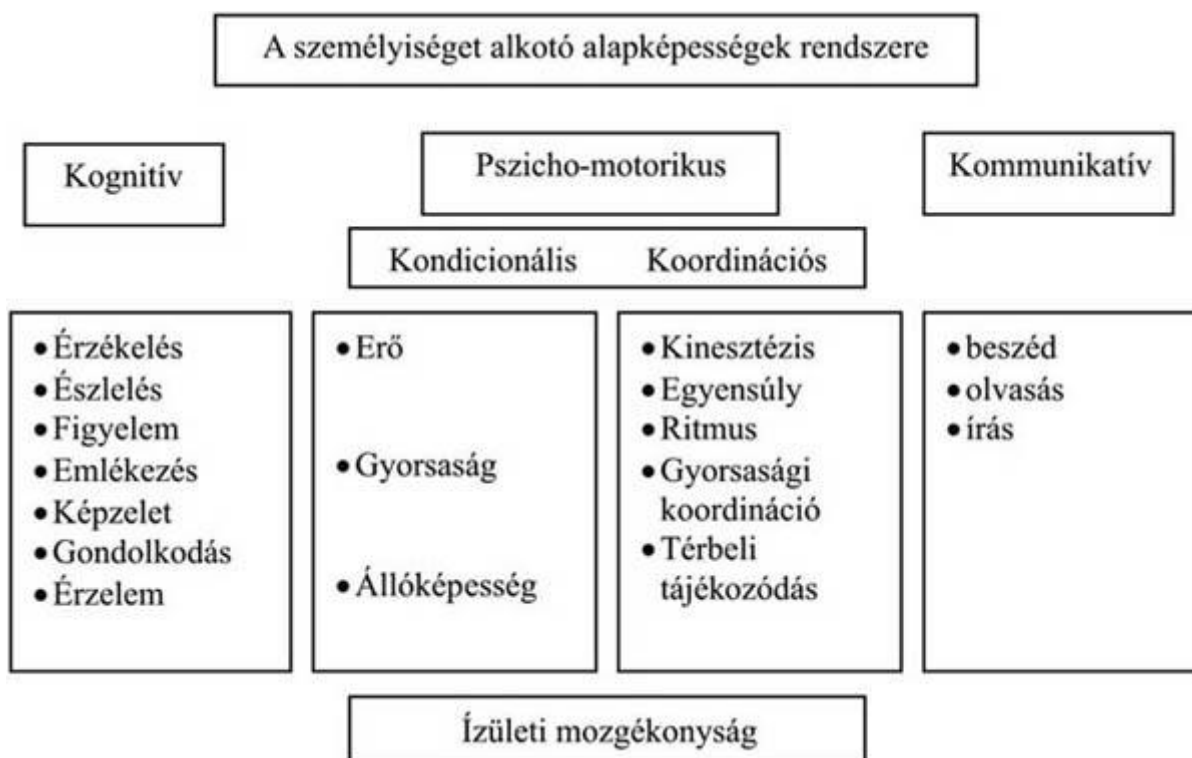 A személyiséget alkotó alapképességek rendszere
Kognitív
Pszicho-motorikus
Kommunikatív
Kondicionális Koordinációs
• Érzékelés
• Észlelés
• Figyelem
• Emlékezés
• Képzelet
• Gondolkodás
• Érzelem
• Erő
• Gyorsaság
• Állóképesség
• Kinesztézis
• Egyensúly
• Ritmus
• Gyorsasági
koordináció
• Térbeli
tájékozódás
• beszéd
• olvasás
• írás
Ízületi mozgékonyság